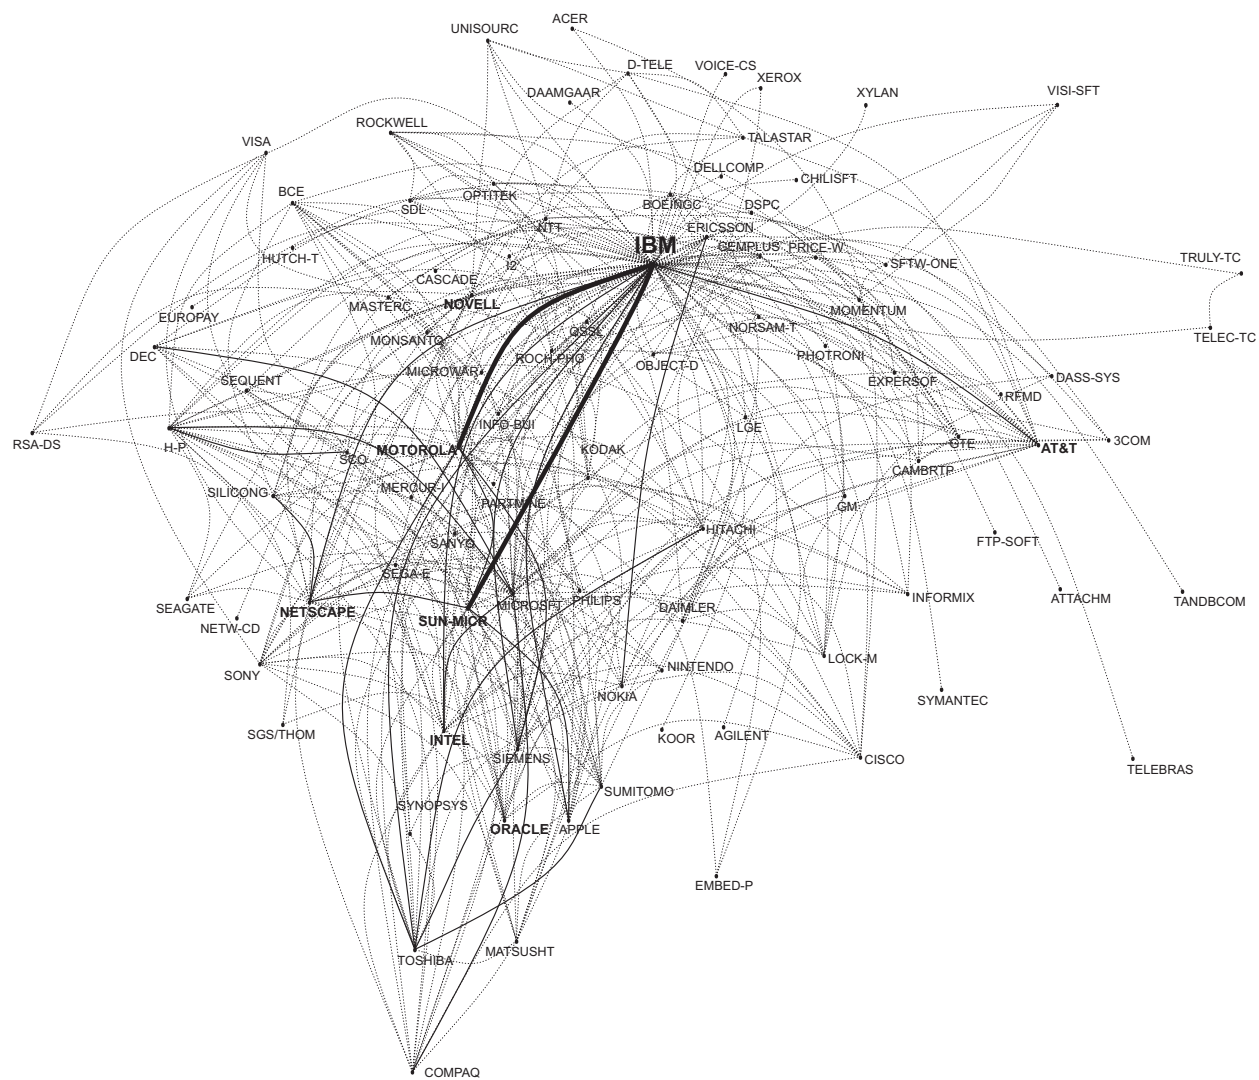 ACER
UNISOURC
D-TELE
VOICE-CS
XEROX
DAAMGAAR
XYLAN
VISI-SFT
ROCKWELL
TALASTAR
VISA
DELLCOMP
CHILISFT
BCE
OPTITEK
BOEINGC
DSPC
SDL
NTT
ERICSSON
IBM
GEMPLUS
PRICE-W
HUTCH-T
I2
SFTW-ONE
TRULY-TC
CASCADE
NOVELL
MASTERC
MOMENTUM
EUROPAY
QSSL
NORSAM-T
TELEC-TC
MONSANTO
DEC
ROCH-PHO
OBJECT-D
PHOTRONI
MICROWAR
SEQUENT
EXPERSOF
DASS-SYS
RFMD
INFO-BUI
LGE
RSA-DS
H-P
MOTOROLA
KODAK
GTE
AT&T
3COM
SCO
CAMBRTP
SILICONG
MERCUR-I
PARTMINE
GM
HITACHI
SANYO
FTP-SOFT
SEGA-E
SEAGATE
NETSCAPE
MICROSFT
PHILIPS
DAIMLER
INFORMIX
ATTACHM
TANDBCOM
NETW-CD
SUN-MICR
LOCK-M
SONY
NINTENDO
NOKIA
SYMANTEC
SGS/THOM
INTEL
KOOR
AGILENT
SIEMENS
CISCO
TELEBRAS
SUMITOMO
SYNOPSYS
ORACLE
APPLE
EMBED-P
MATSUSHT
TOSHIBA
COMPAQ